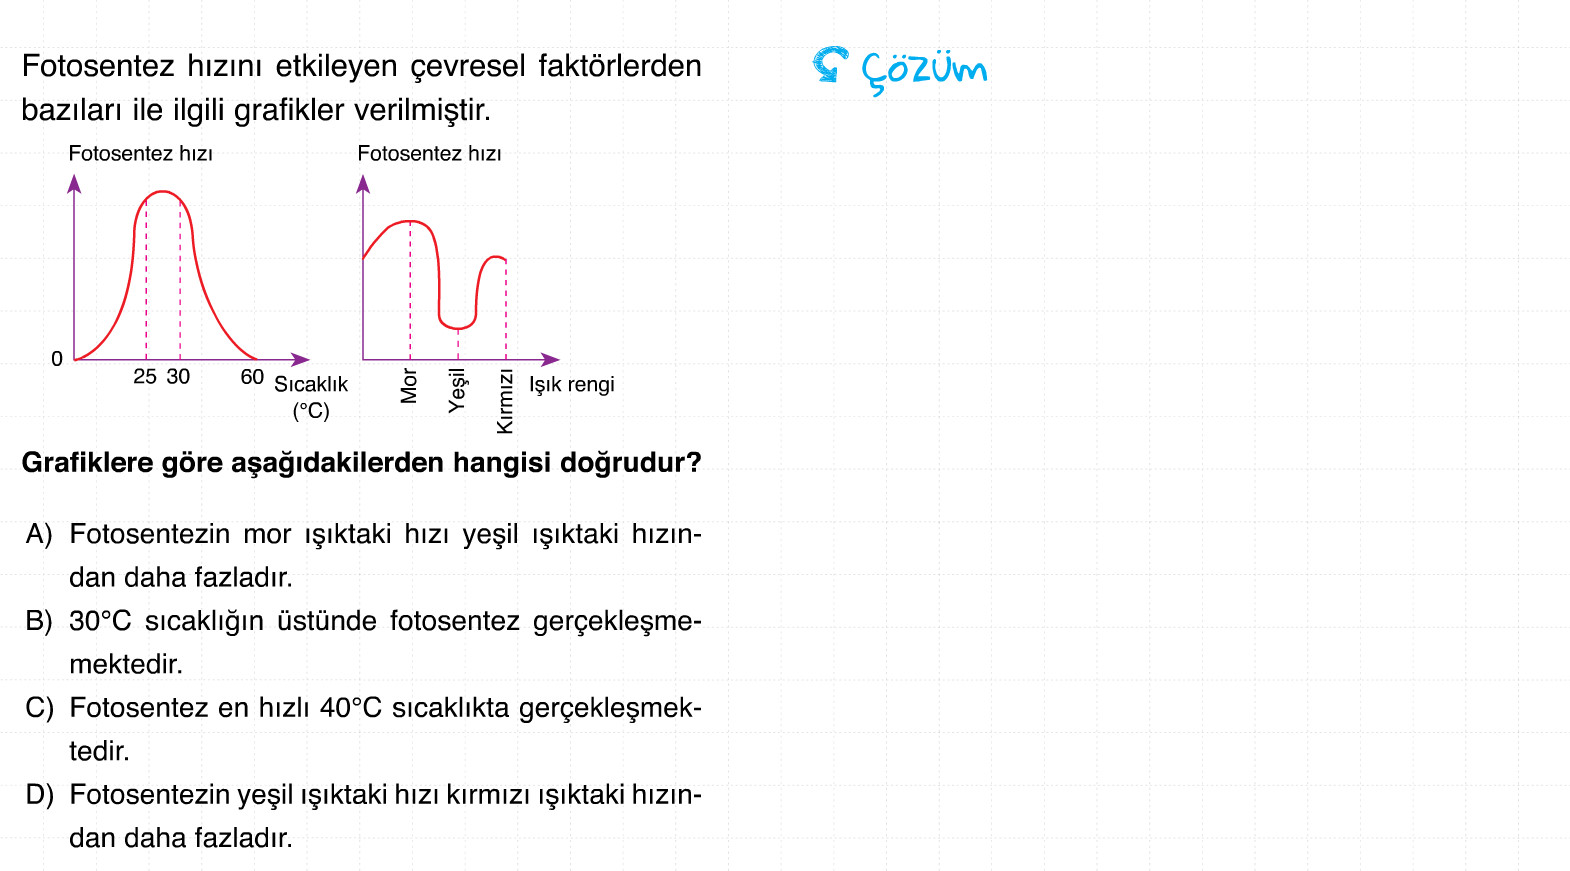 Fotosentez hızını etkileyen çevresel faktörlerden
bazıları ile ilgili grafikler verilmiştir.
Fotosentez hızı
0
25 30 60 Sıcaklık
(°C)
Fotosentez hızı
Mor
Yeşil
Kırmızı
Işık rengi
Grafiklere göre aşağıdakilerden hangisi doğrudur?
A) Fotosentezin mor ışıktaki hızı yeşil ışıktaki hızın-
dan daha fazladır.
B) 30°C sıcaklığın üstünde fotosentez gerçekleşme-
mektedir.
C) Fotosentez en hızlı 40°C sıcaklıkta gerçekleşmek-
tedir.
D) Fotosentezin yeşil ışıktaki hızı kırmızı ışıktaki hızın-
dan daha fazladır.
ÇÖZÜm